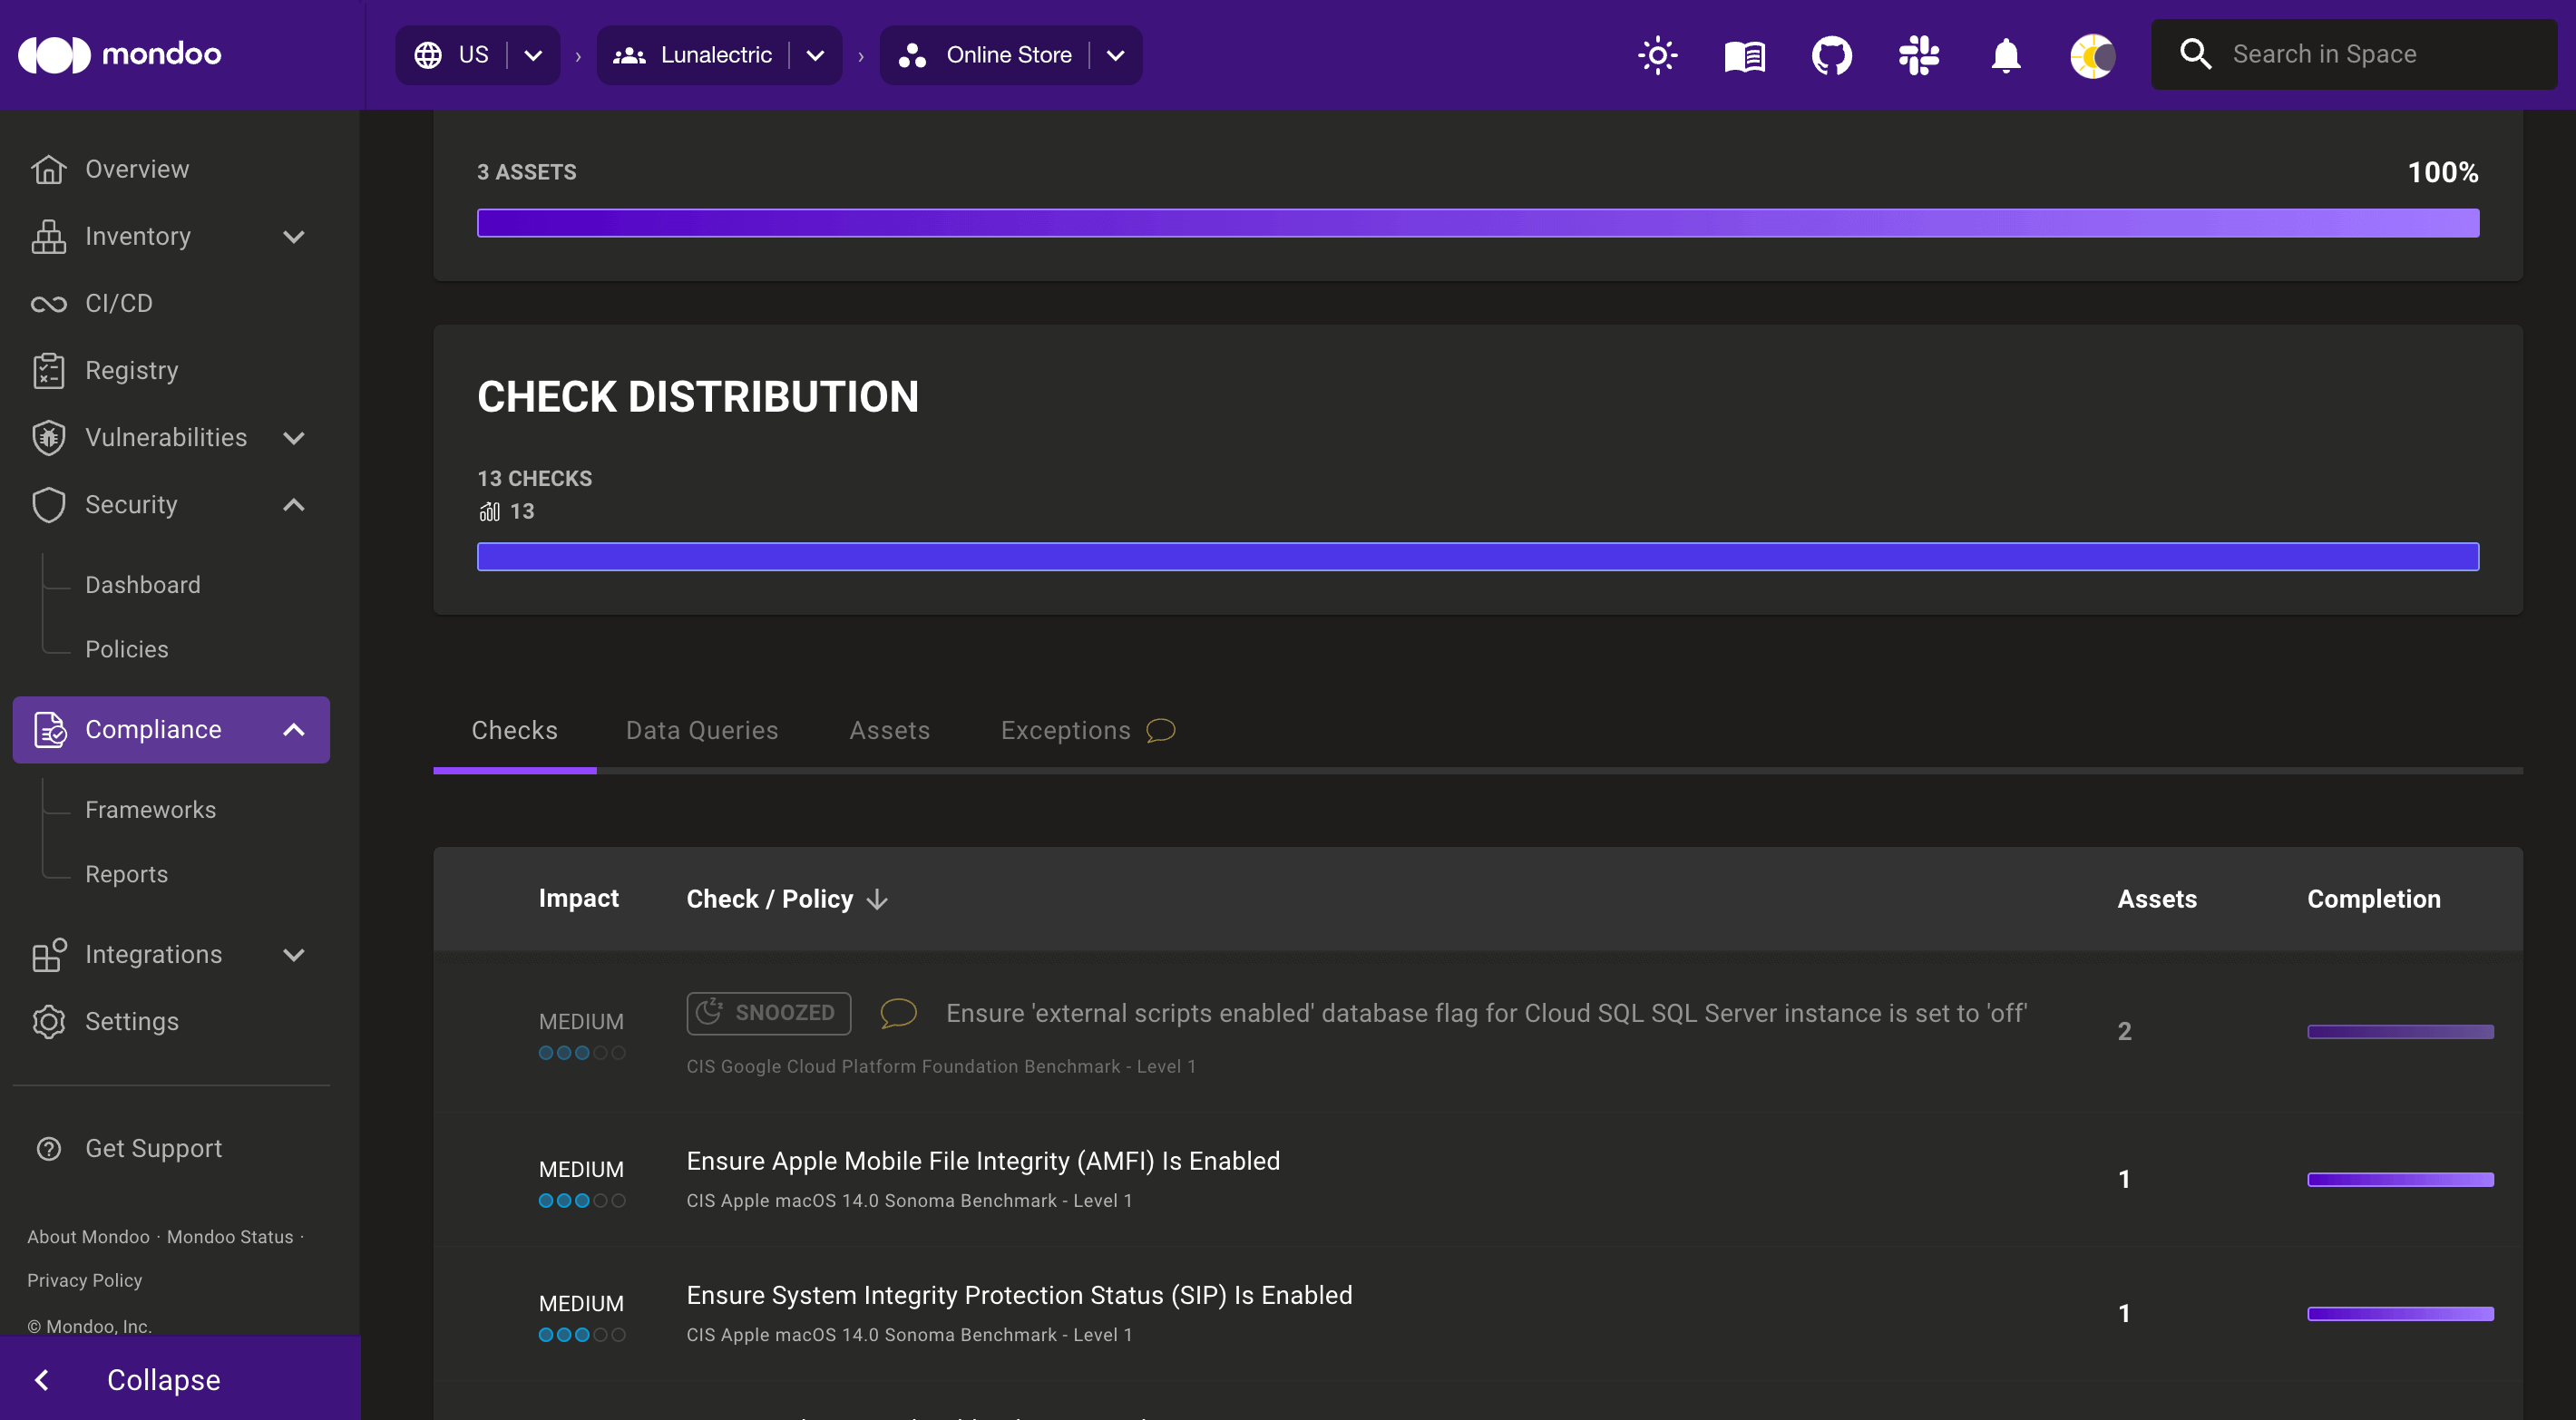 mondoo
US
Lunalectric
Online Store
Search in Space
Overview
Inventory
CI/CD
Registry
Vulnerabilities
Security
Dashboard
Policies
Compliance
Frameworks
Reports
Integrations
Settings
Get Support
About Mondoo · Mondoo Status ·
Privacy Policy
© Mondoo, Inc.
Collapse
3 ASSETS
100%
CHECK DISTRIBUTION
13 CHECKS
13
Checks
Data Queries
Assets
Exceptions
Impact
Check / Policy
Assets
Completion
MEDIUM
SNOOZED
Ensure 'external scripts enabled' database flag for Cloud SQL SQL Server instance is set to 'off'
CIS Google Cloud Platform Foundation Benchmark - Level 1
2
MEDIUM
Ensure Apple Mobile File Integrity (AMFI) Is Enabled
CIS Apple macOS 14.0 Sonoma Benchmark - Level 1
1
MEDIUM
Ensure System Integrity Protection Status (SIP) Is Enabled
CIS Apple macOS 14.0 Sonoma Benchmark - Level 1
1